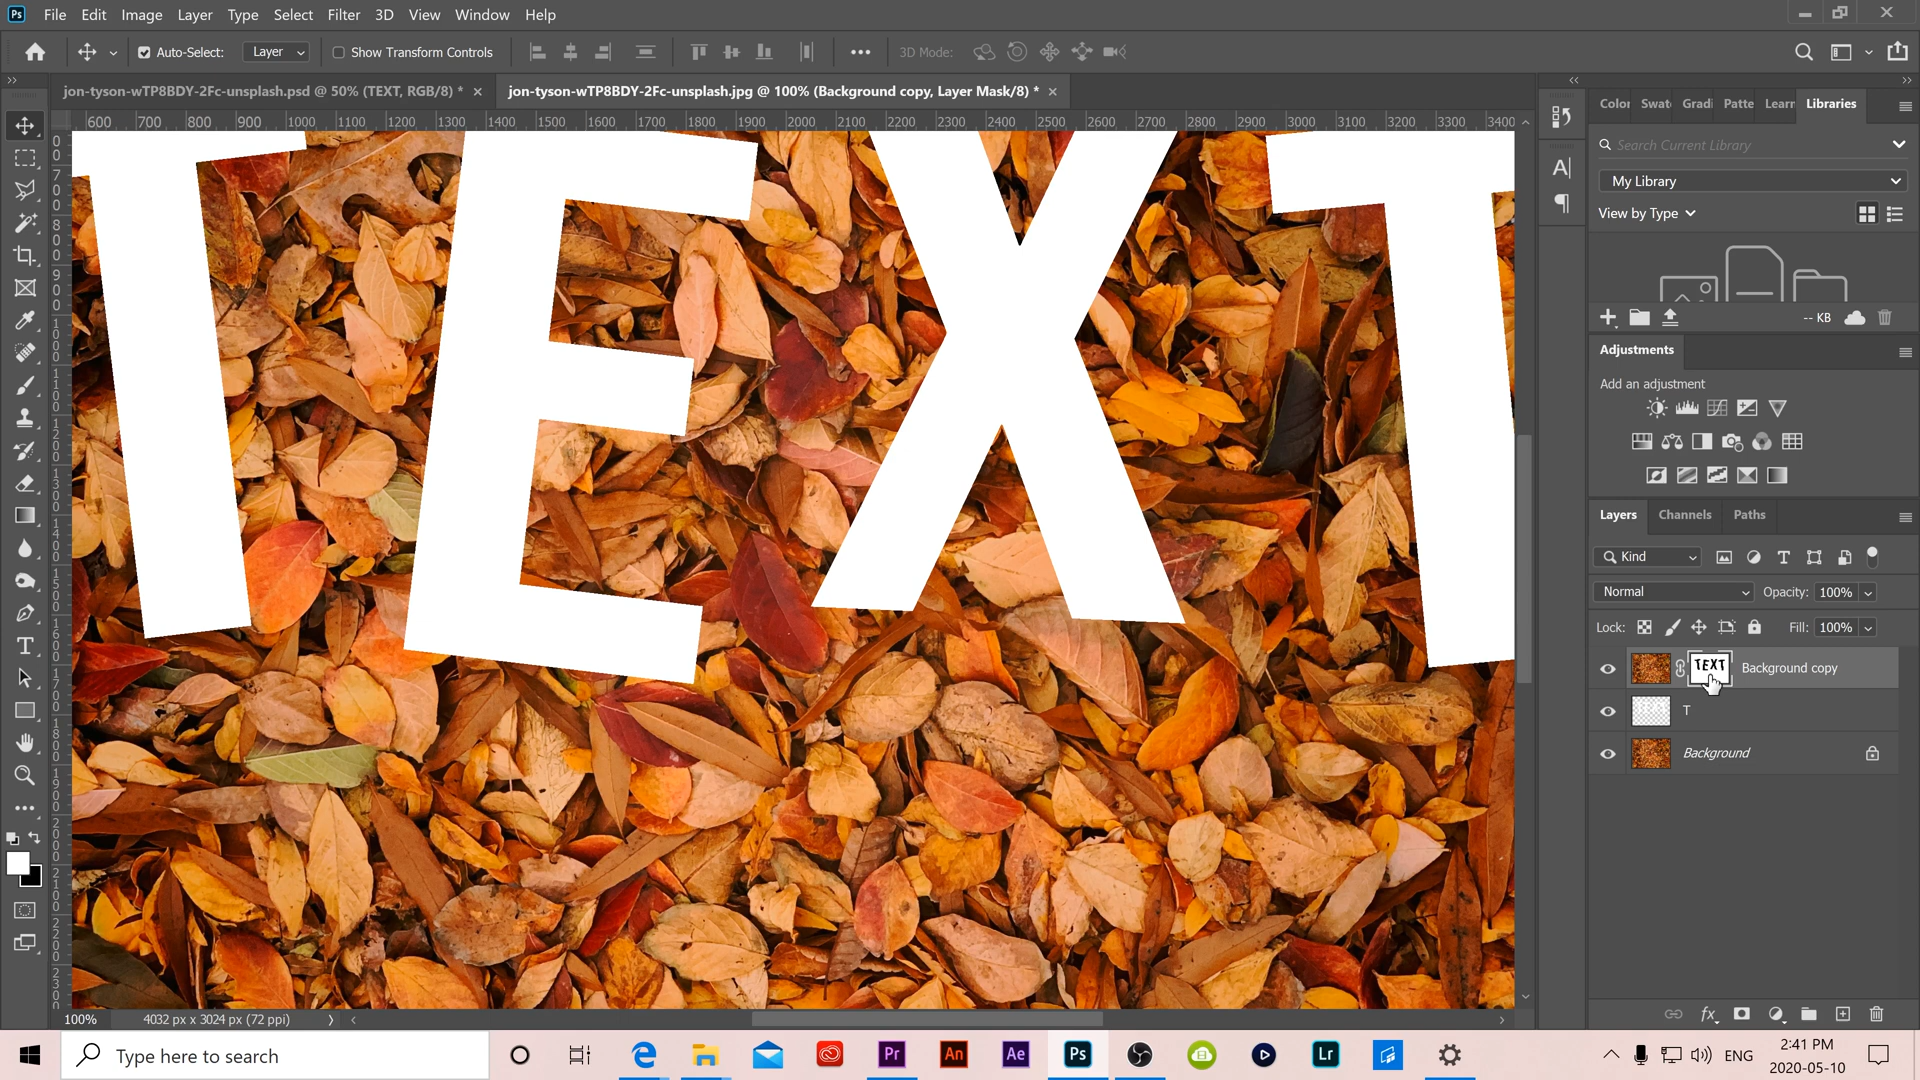 Ps File Edit Image Layer Type Select Filter 3D View Window Help
Auto-Select: Layer Show Transform Controls 3D Mode:
jon-tyson-wTP8BDY-2Fc-unsplash.psd @ 50% (TEXT, RGB/8) * × jon-tyson-wTP8BDY-2Fc-unsplash.jpg @ 100% (Background copy, Layer Mask/8) * ×
Color Swat Gradi Patte Learn Libraries
600 700 800 900 1000 1100 1200 1300 1400 1500 1600 1700 1800 1900 2000 2100 2200 2300 2400 2500 2600 2700 2800 2900 3000 3100 3200 3300 3400
Search Current Library
My Library
View by Type
-- KB
TEXT
Adjustments
Add an adjustment
Layers Channels Paths
Kind
Normal Opacity: 100%
Lock: Fill: 100%
TEXT Background copy
T
Background
100% 4032 px x 3024 px (72 ppi)
Type here to search
Pr An Ae Ps Lr
ENG
2:41 PM
2020-05-10